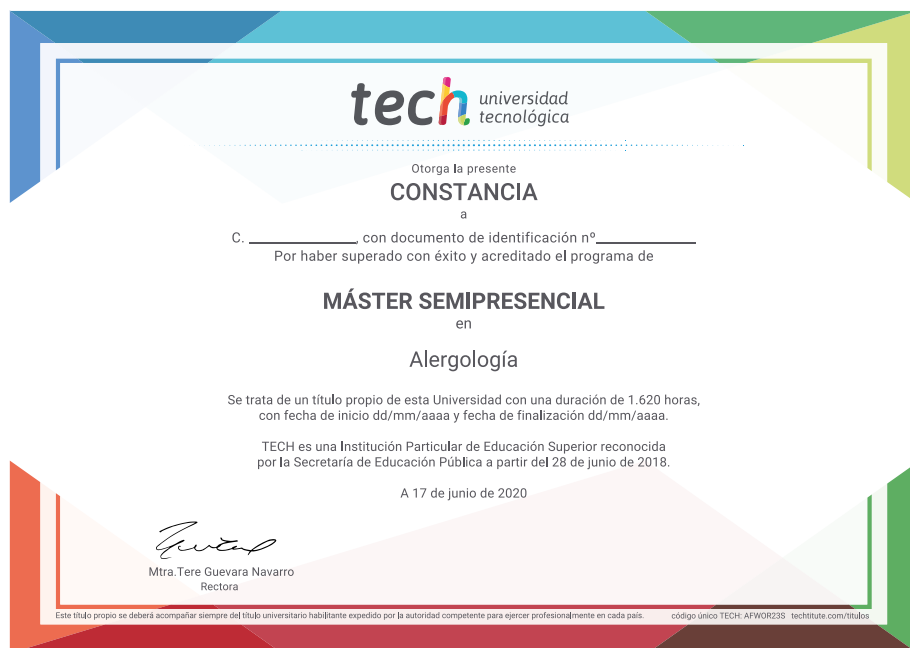 tech universidad
tecnológica
Otorga la presente
CONSTANCIA
a
C. ____________, con documento de identificación nº____________
Por haber superado con éxito y acreditado el programa de
MÁSTER SEMIPRESENCIAL
en
Alergología
Se trata de un título propio de esta Universidad con una duración de 1.620 horas,
con fecha de inicio dd/mm/aaaa y fecha de finalización dd/mm/aaaa.
TECH es una Institución Particular de Educación Superior reconocida
por la Secretaría de Educación Pública a partir del 28 de junio de 2018.
A 17 de junio de 2020
Mtra.Tere Guevara Navarro
Rectora
Este título propio se deberá acompañar siempre del título universitario habilitante expedido por la autoridad competente para ejercer profesionalmente en cada país. código único TECH: AFWOR23S techtitute.com/titulos